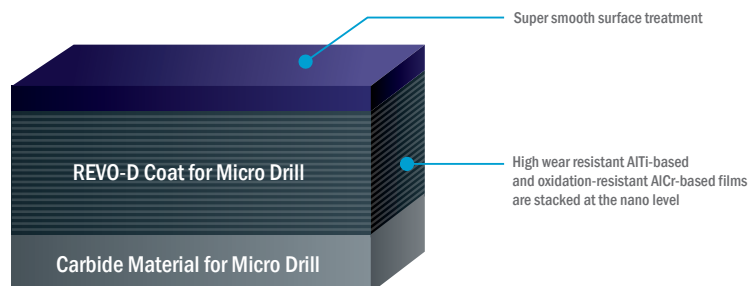 Super smooth surface treatment
REVO-D Coat for Micro Drill
High wear resistant AlTi-based
and oxidation-resistant AlCr-based films
are stacked at the nano level
Carbide Material for Micro Drill